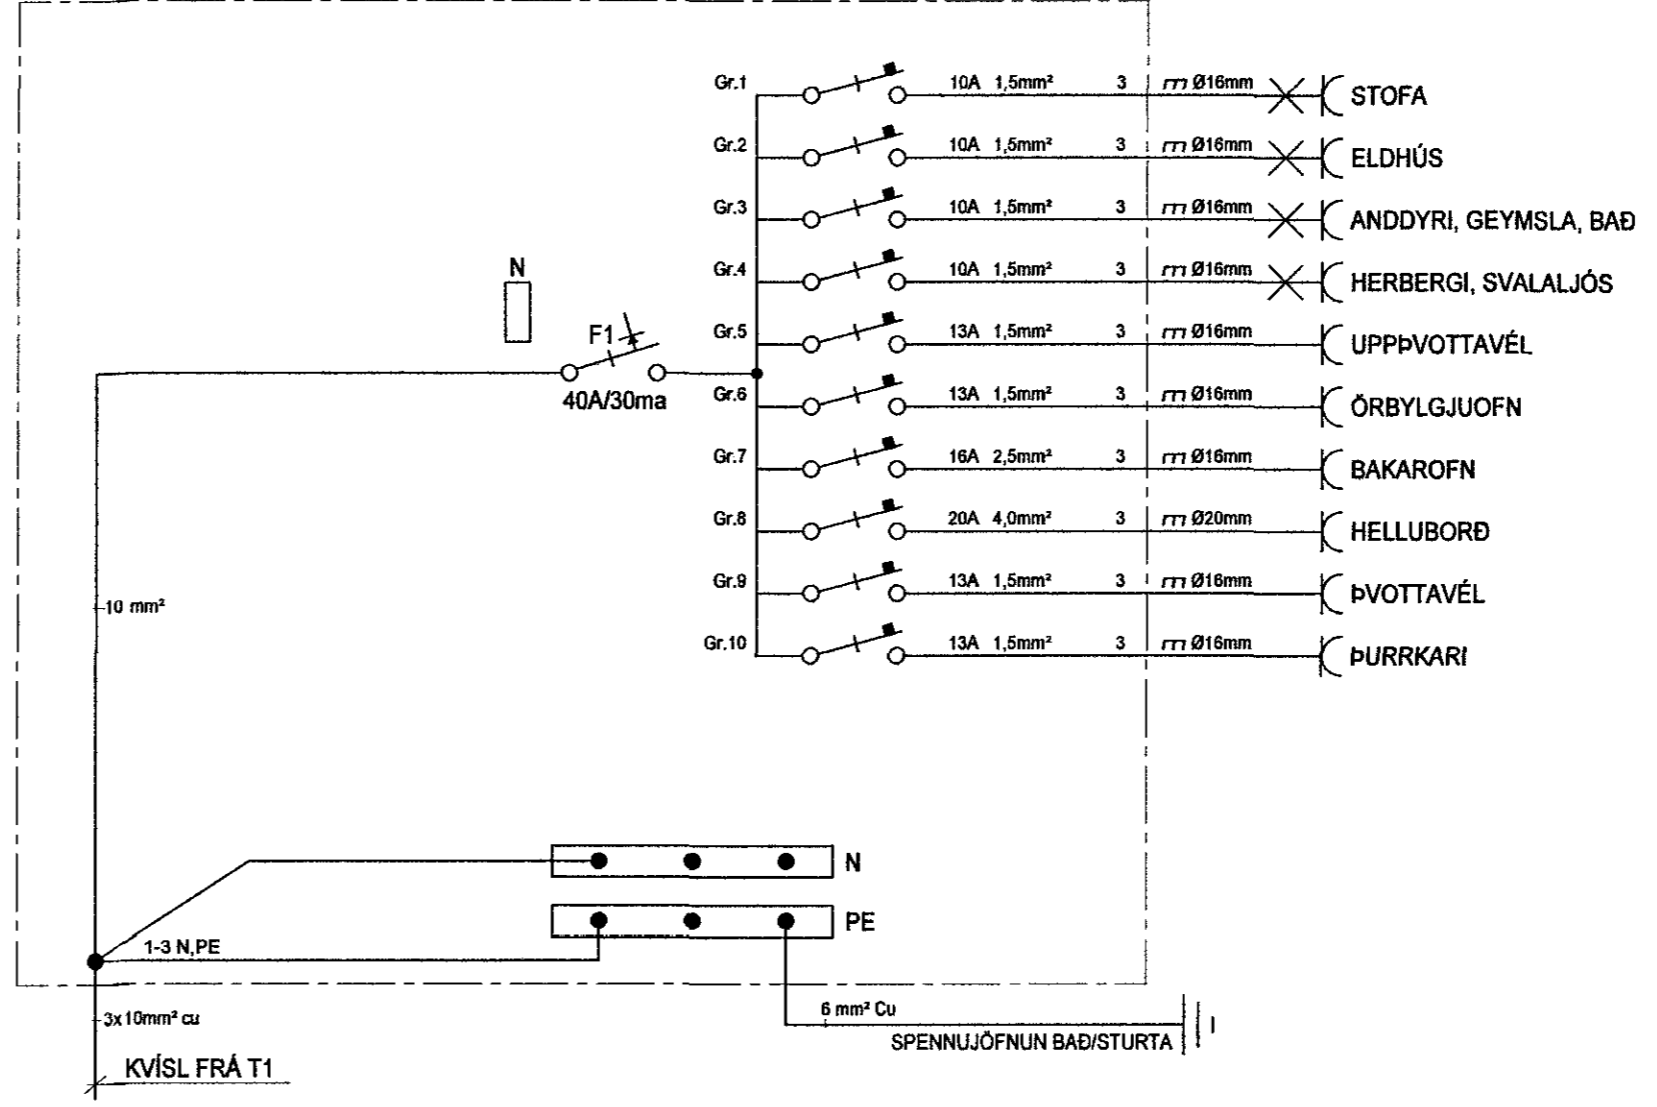 Gr.1 10A 1,5mm² 3 Ø16mm STOFA
Gr.2 10A 1,5mm² 3 Ø16mm ELDHÚS
Gr.3 10A 1,5mm² 3 Ø16mm ANDDYRI, GEYMSLA, BAÐ
Gr.4 10A 1,5mm² 3 Ø16mm HERBERGI, SVALALJÓS
N
F1
40A/30ma
Gr.5 13A 1,5mm² 3 Ø16mm UPPÞVOTTAVÉL
Gr.6 13A 1,5mm² 3 Ø16mm ÖRBYLGJUOFN
Gr.7 16A 2,5mm² 3 Ø16mm BAKAROFN
Gr.8 20A 4,0mm² 3 Ø20mm HELLUBORÐ
Gr.9 13A 1,5mm² 3 Ø16mm ÞVOTTAVÉL
Gr.10 13A 1,5mm² 3 Ø16mm ÞURRKARI
10 mm²
N
PE
1-3 N,PE
3x10mm² cu
6 mm² Cu
SPENNUJÖFNUN BAÐ/STURTA
KVÍSL FRÁ T1